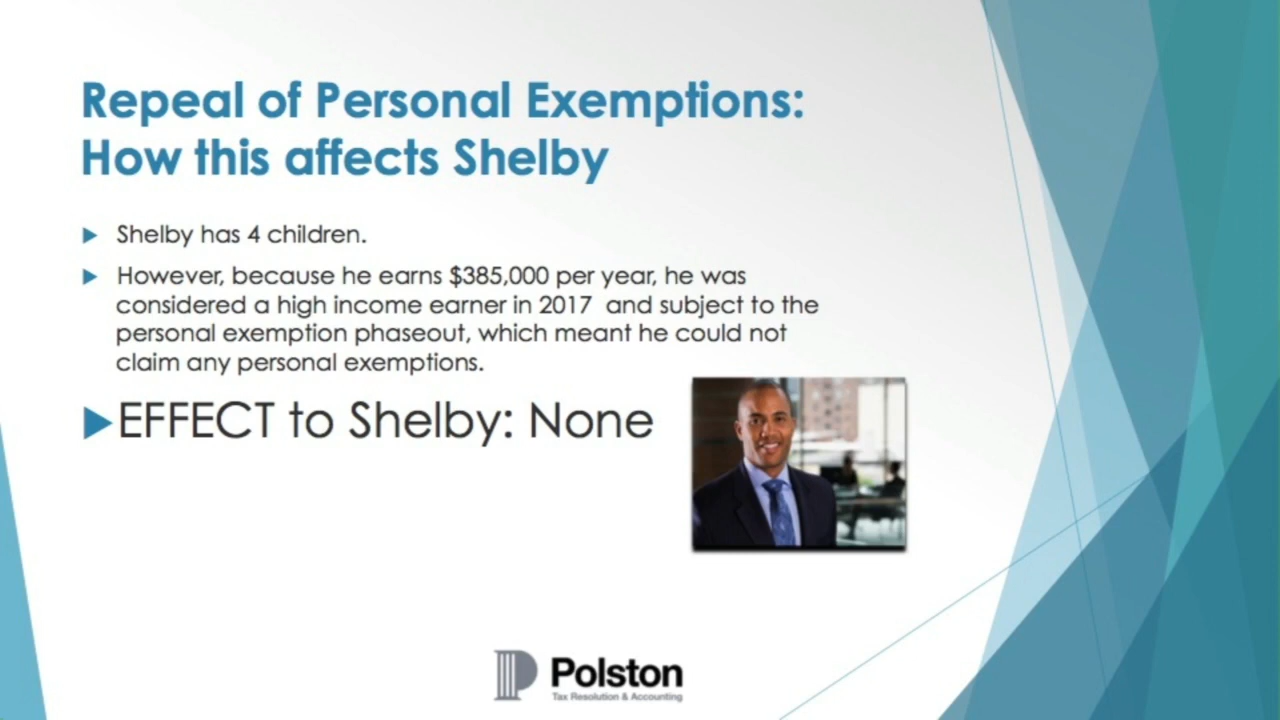 Repeal of Personal Exemptions:
How this affects Shelby
Shelby has 4 children.
However, because he earns $385,000 per year, he was
considered a high income earner in 2017  and subject to the
personal exemption phaseout, which meant he could not
claim any personal exemptions.
EFFECT to Shelby: None
Polston
Tax Resolution & Accounting